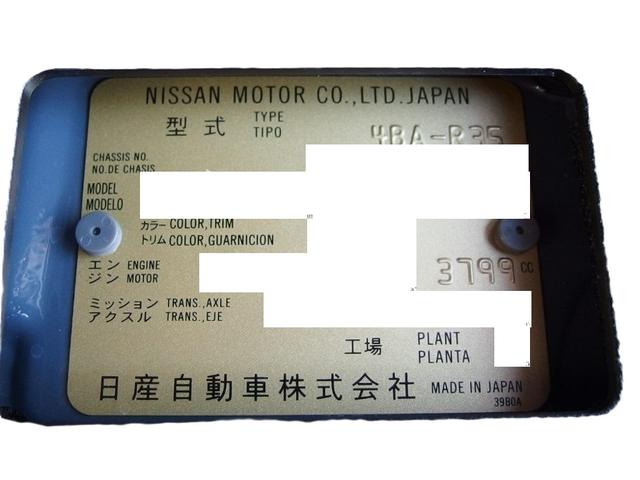 NISSAN MOTOR CO.,LTD.JAPAN
型式 TYPE TIPO 4BA-R35
CHASSIS NO.
NO.DE CHASIS
MODEL
MODELO
カラー COLOR,TRIM
トリム COLOR,GUARNICION
エンジン ENGINE MOTOR 3799 CC
ミッション TRANS.,AXLE
アクスル TRANS.,EJE
工場 PLANT PLANTA
日産自動車株式会社 MADE IN JAPAN
39B0A